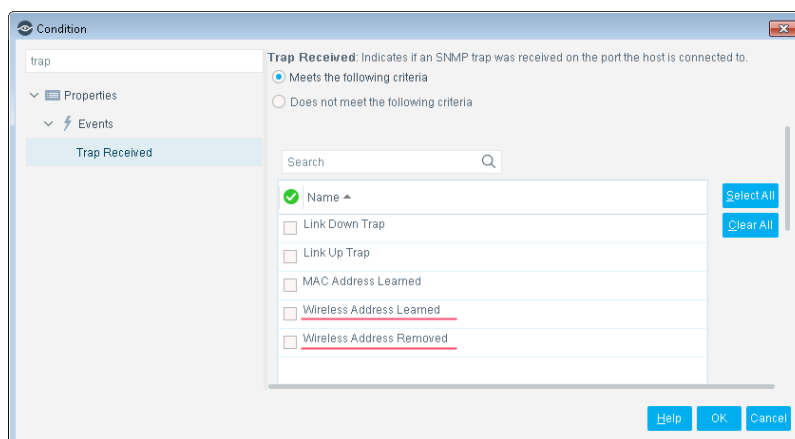 Condition
trap
Trap Received: Indicates if an SNMP trap was received on the port the host is connected to.
Meets the following criteria
Properties
Does not meet the following criteria
Events
Trap Received
Search
Name
Select All
Link Down Trap
Clear All
Link Up Trap
MAC Address Learned
Wireless Address Learned
Wireless Address Removed
Help OK Cancel